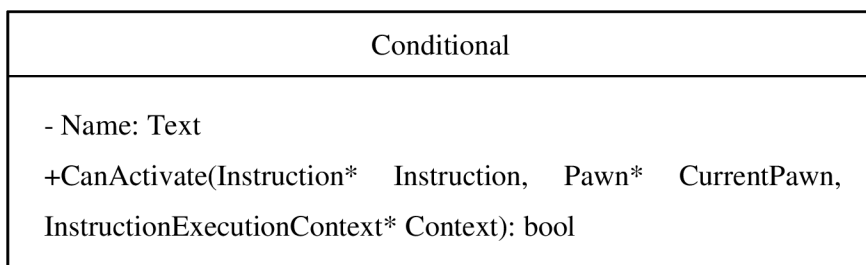 Conditional
- Name: Text
+CanActivate(Instruction* Instruction, Pawn* CurrentPawn,
InstructionExecutionContext* Context): bool